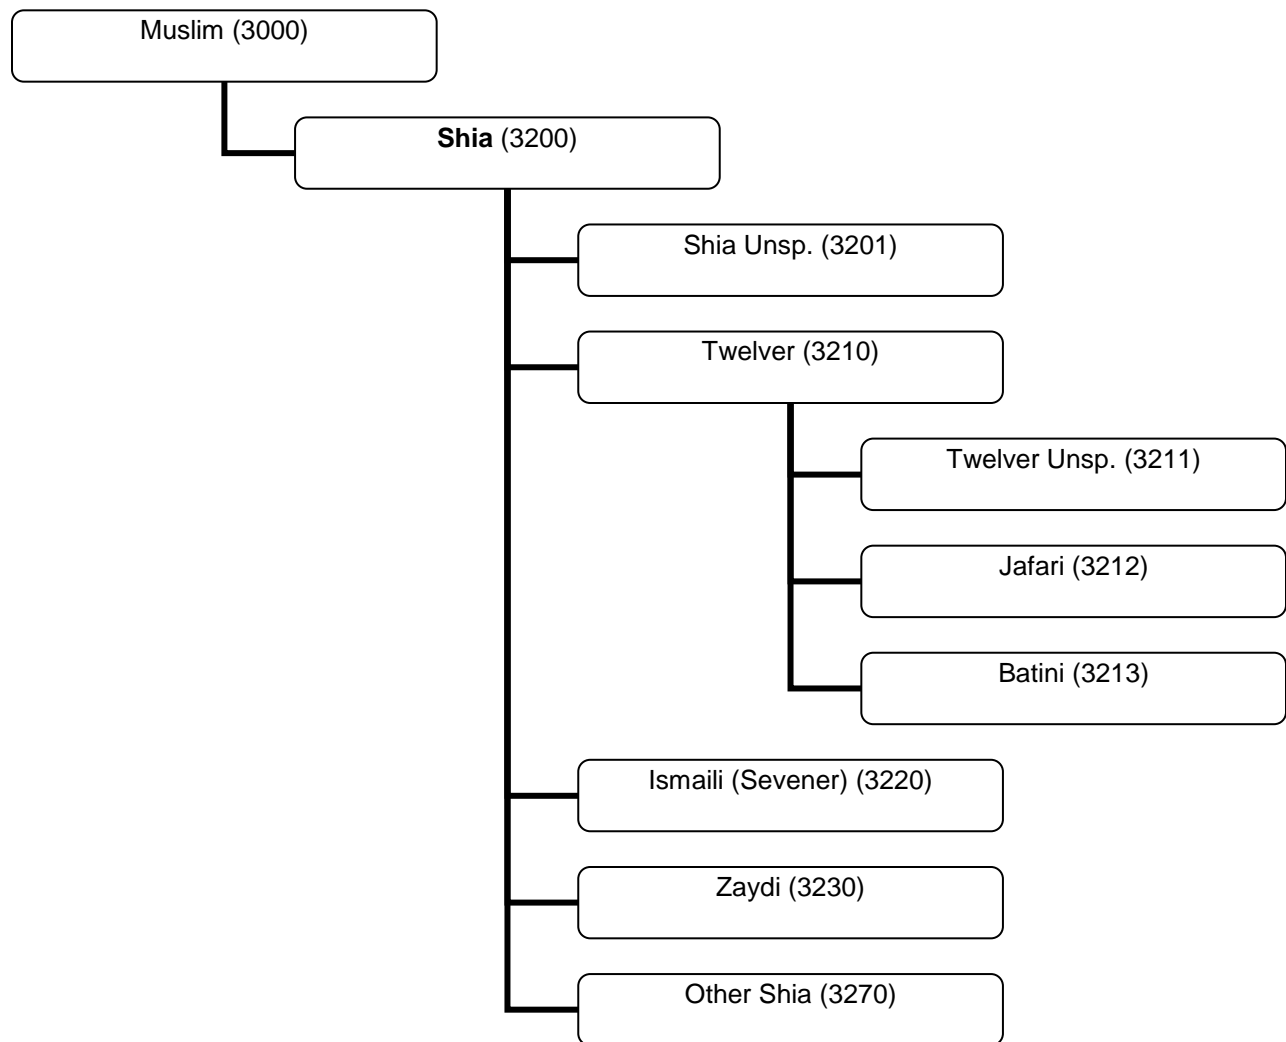 Muslim (3000)
Shia (3200)
Shia Unsp. (3201)
Twelver (3210)
Twelver Unsp. (3211)
Jafari (3212)
Batini (3213)
Ismaili (Sevener) (3220)
Zaydi (3230)
Other Shia (3270)